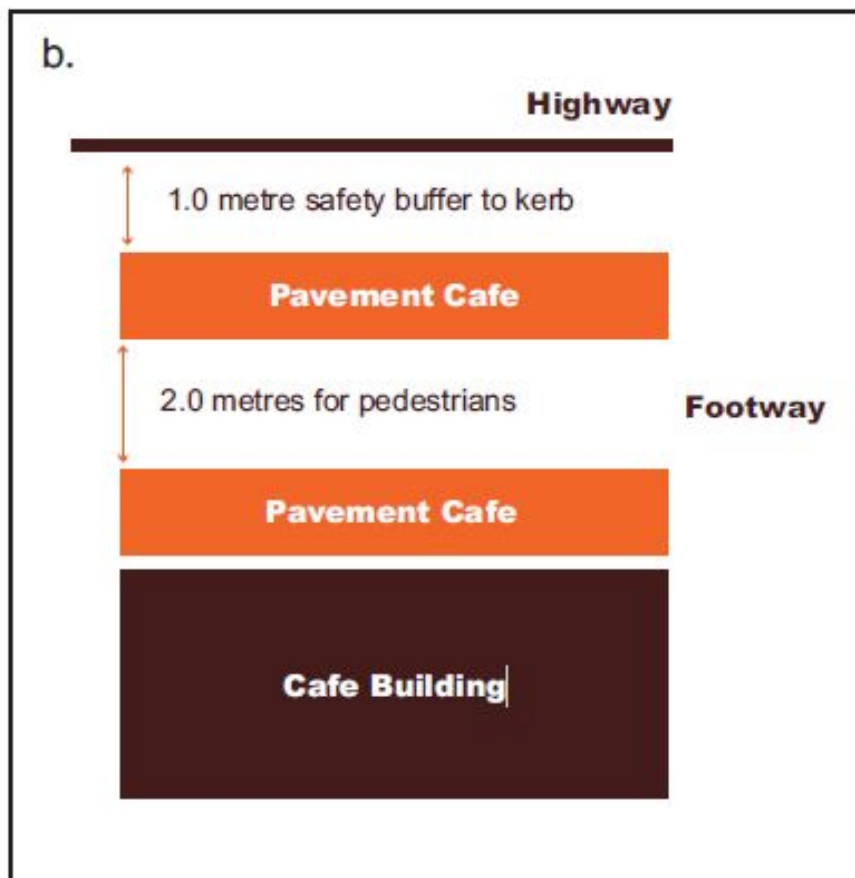 b.
Highway
1.0 metre safety buffer to kerb
Pavement Cafe
2.0 metres for pedestrians
Footway
Pavement Cafe
Cafe Building